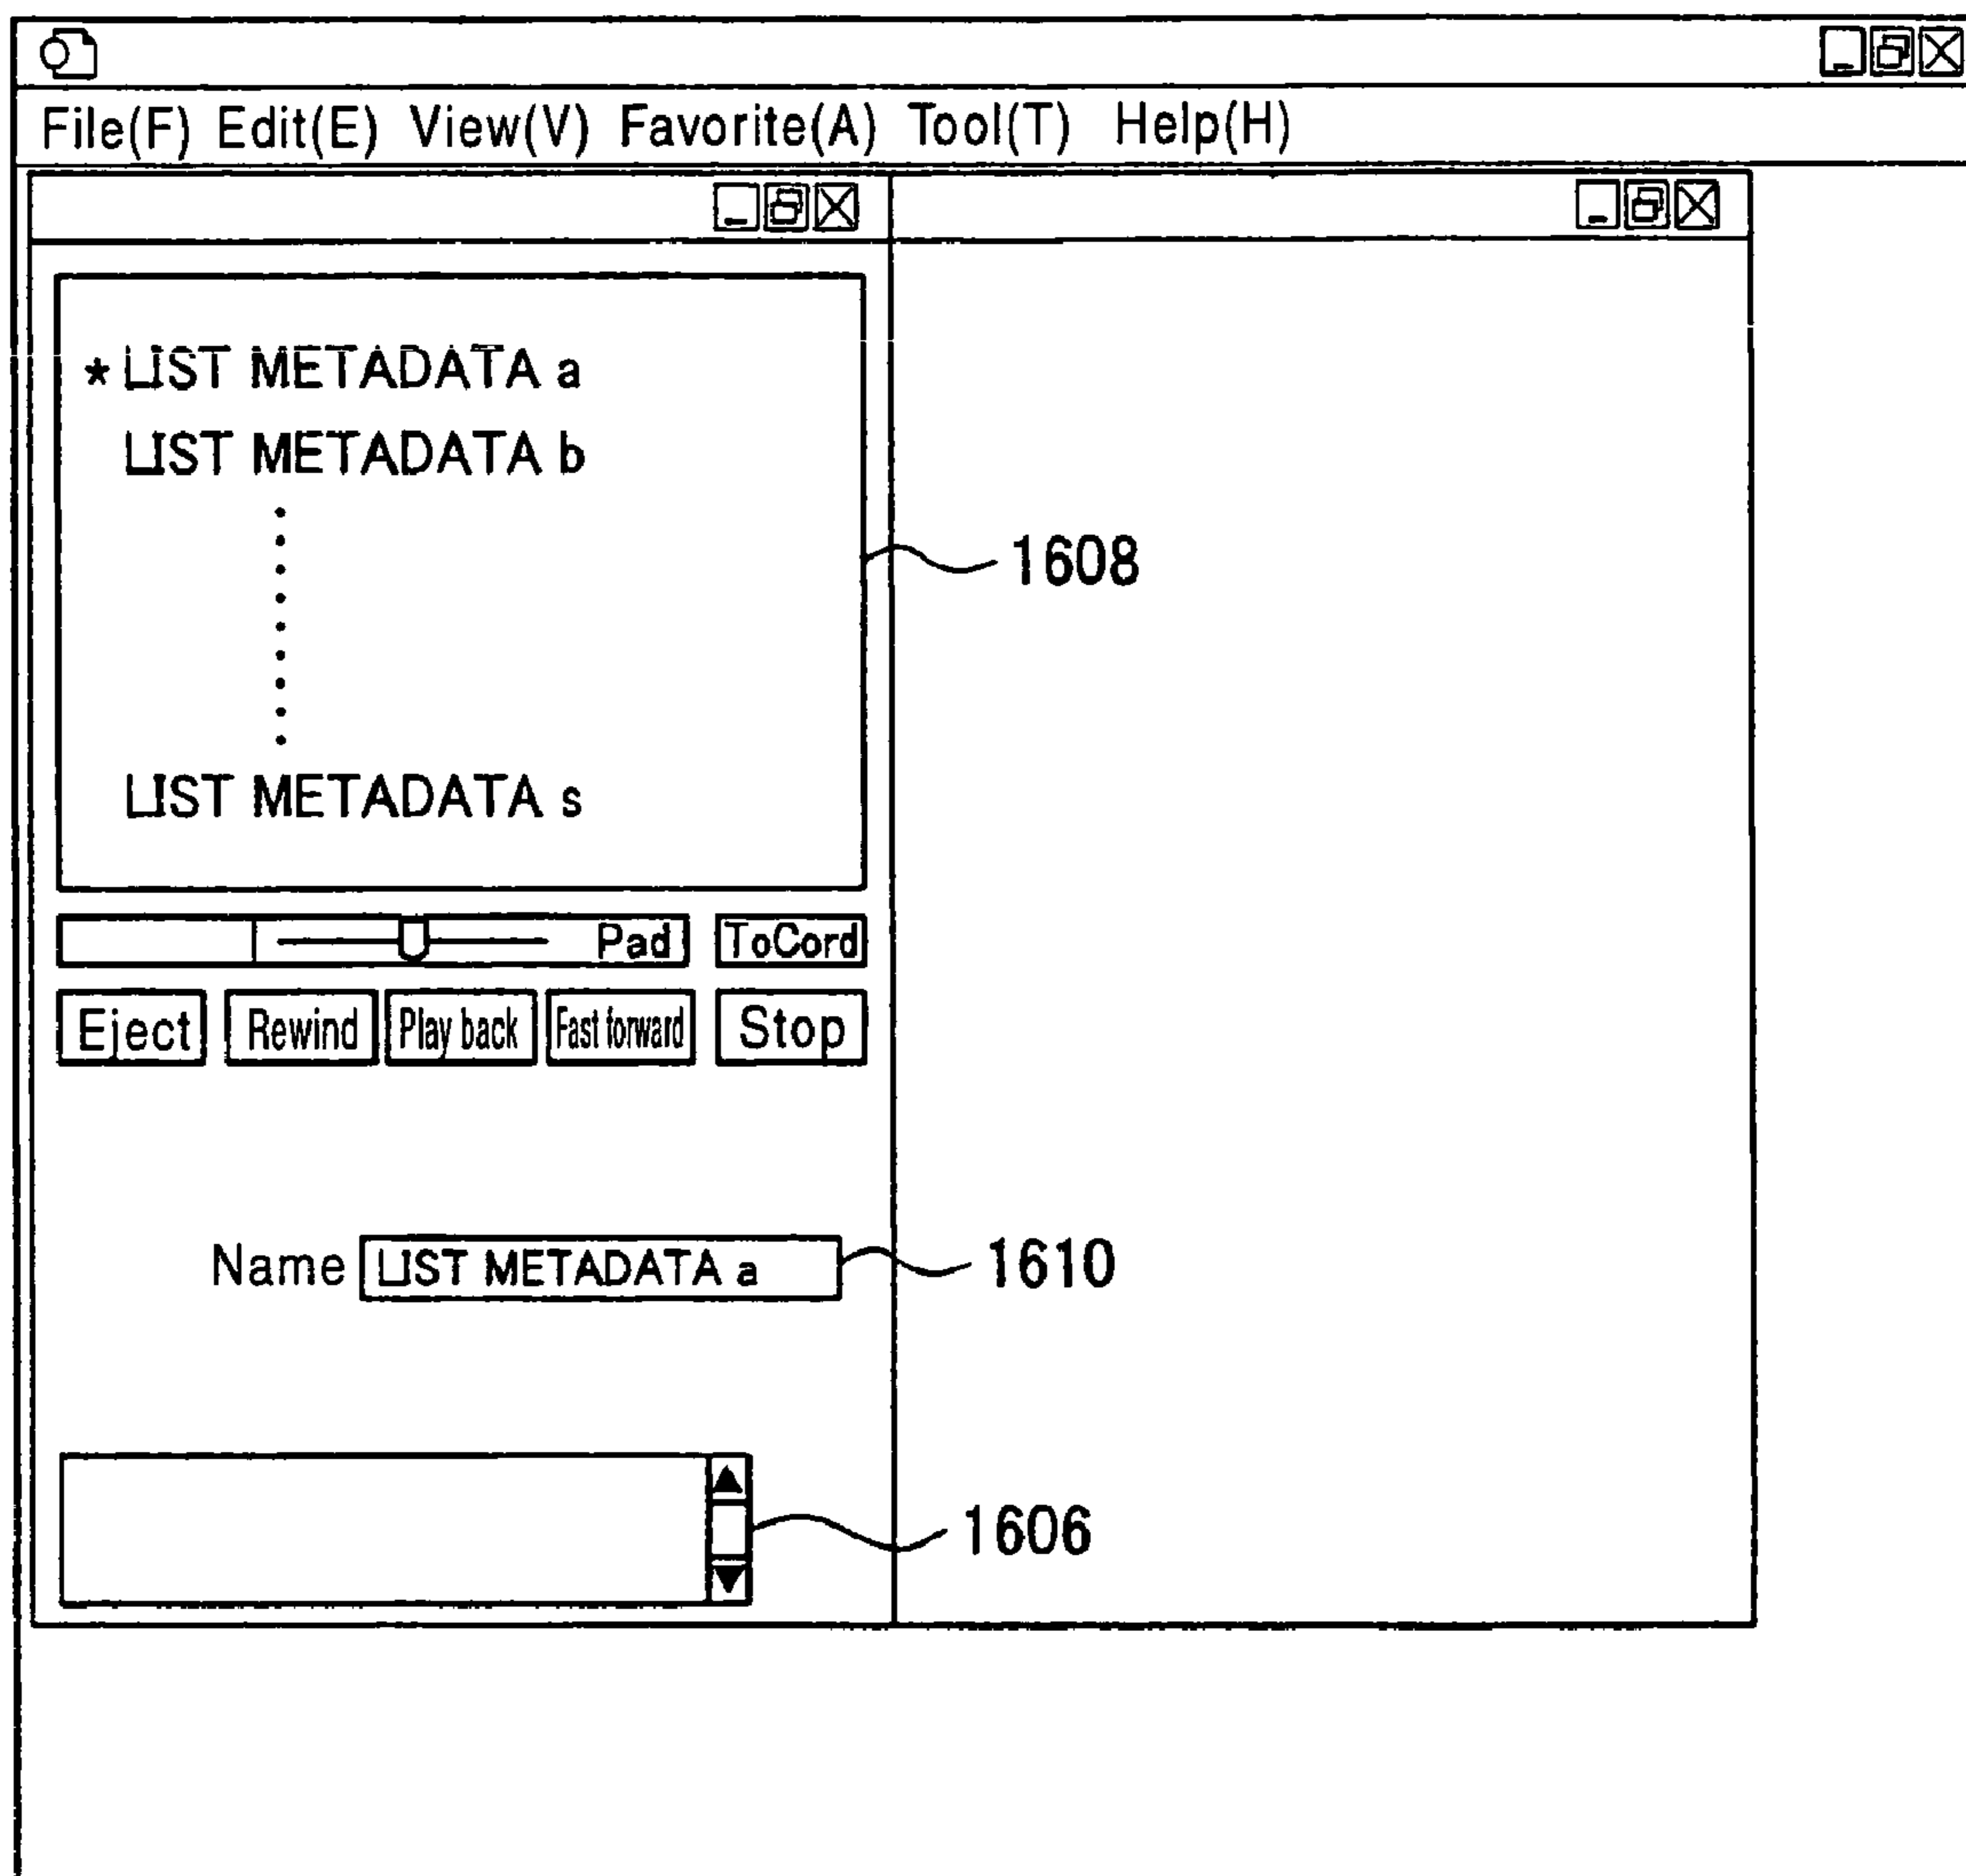 File(F) Edit(E) View(V) Favorite(A) Tool(T) Help(H)
* LIST METADATA a
LIST METADATA b
1608
LIST METADATA s
Pad ToCord
Eject Rewind Play back Fast forward Stop
Name LIST METADATA a 1610
1606